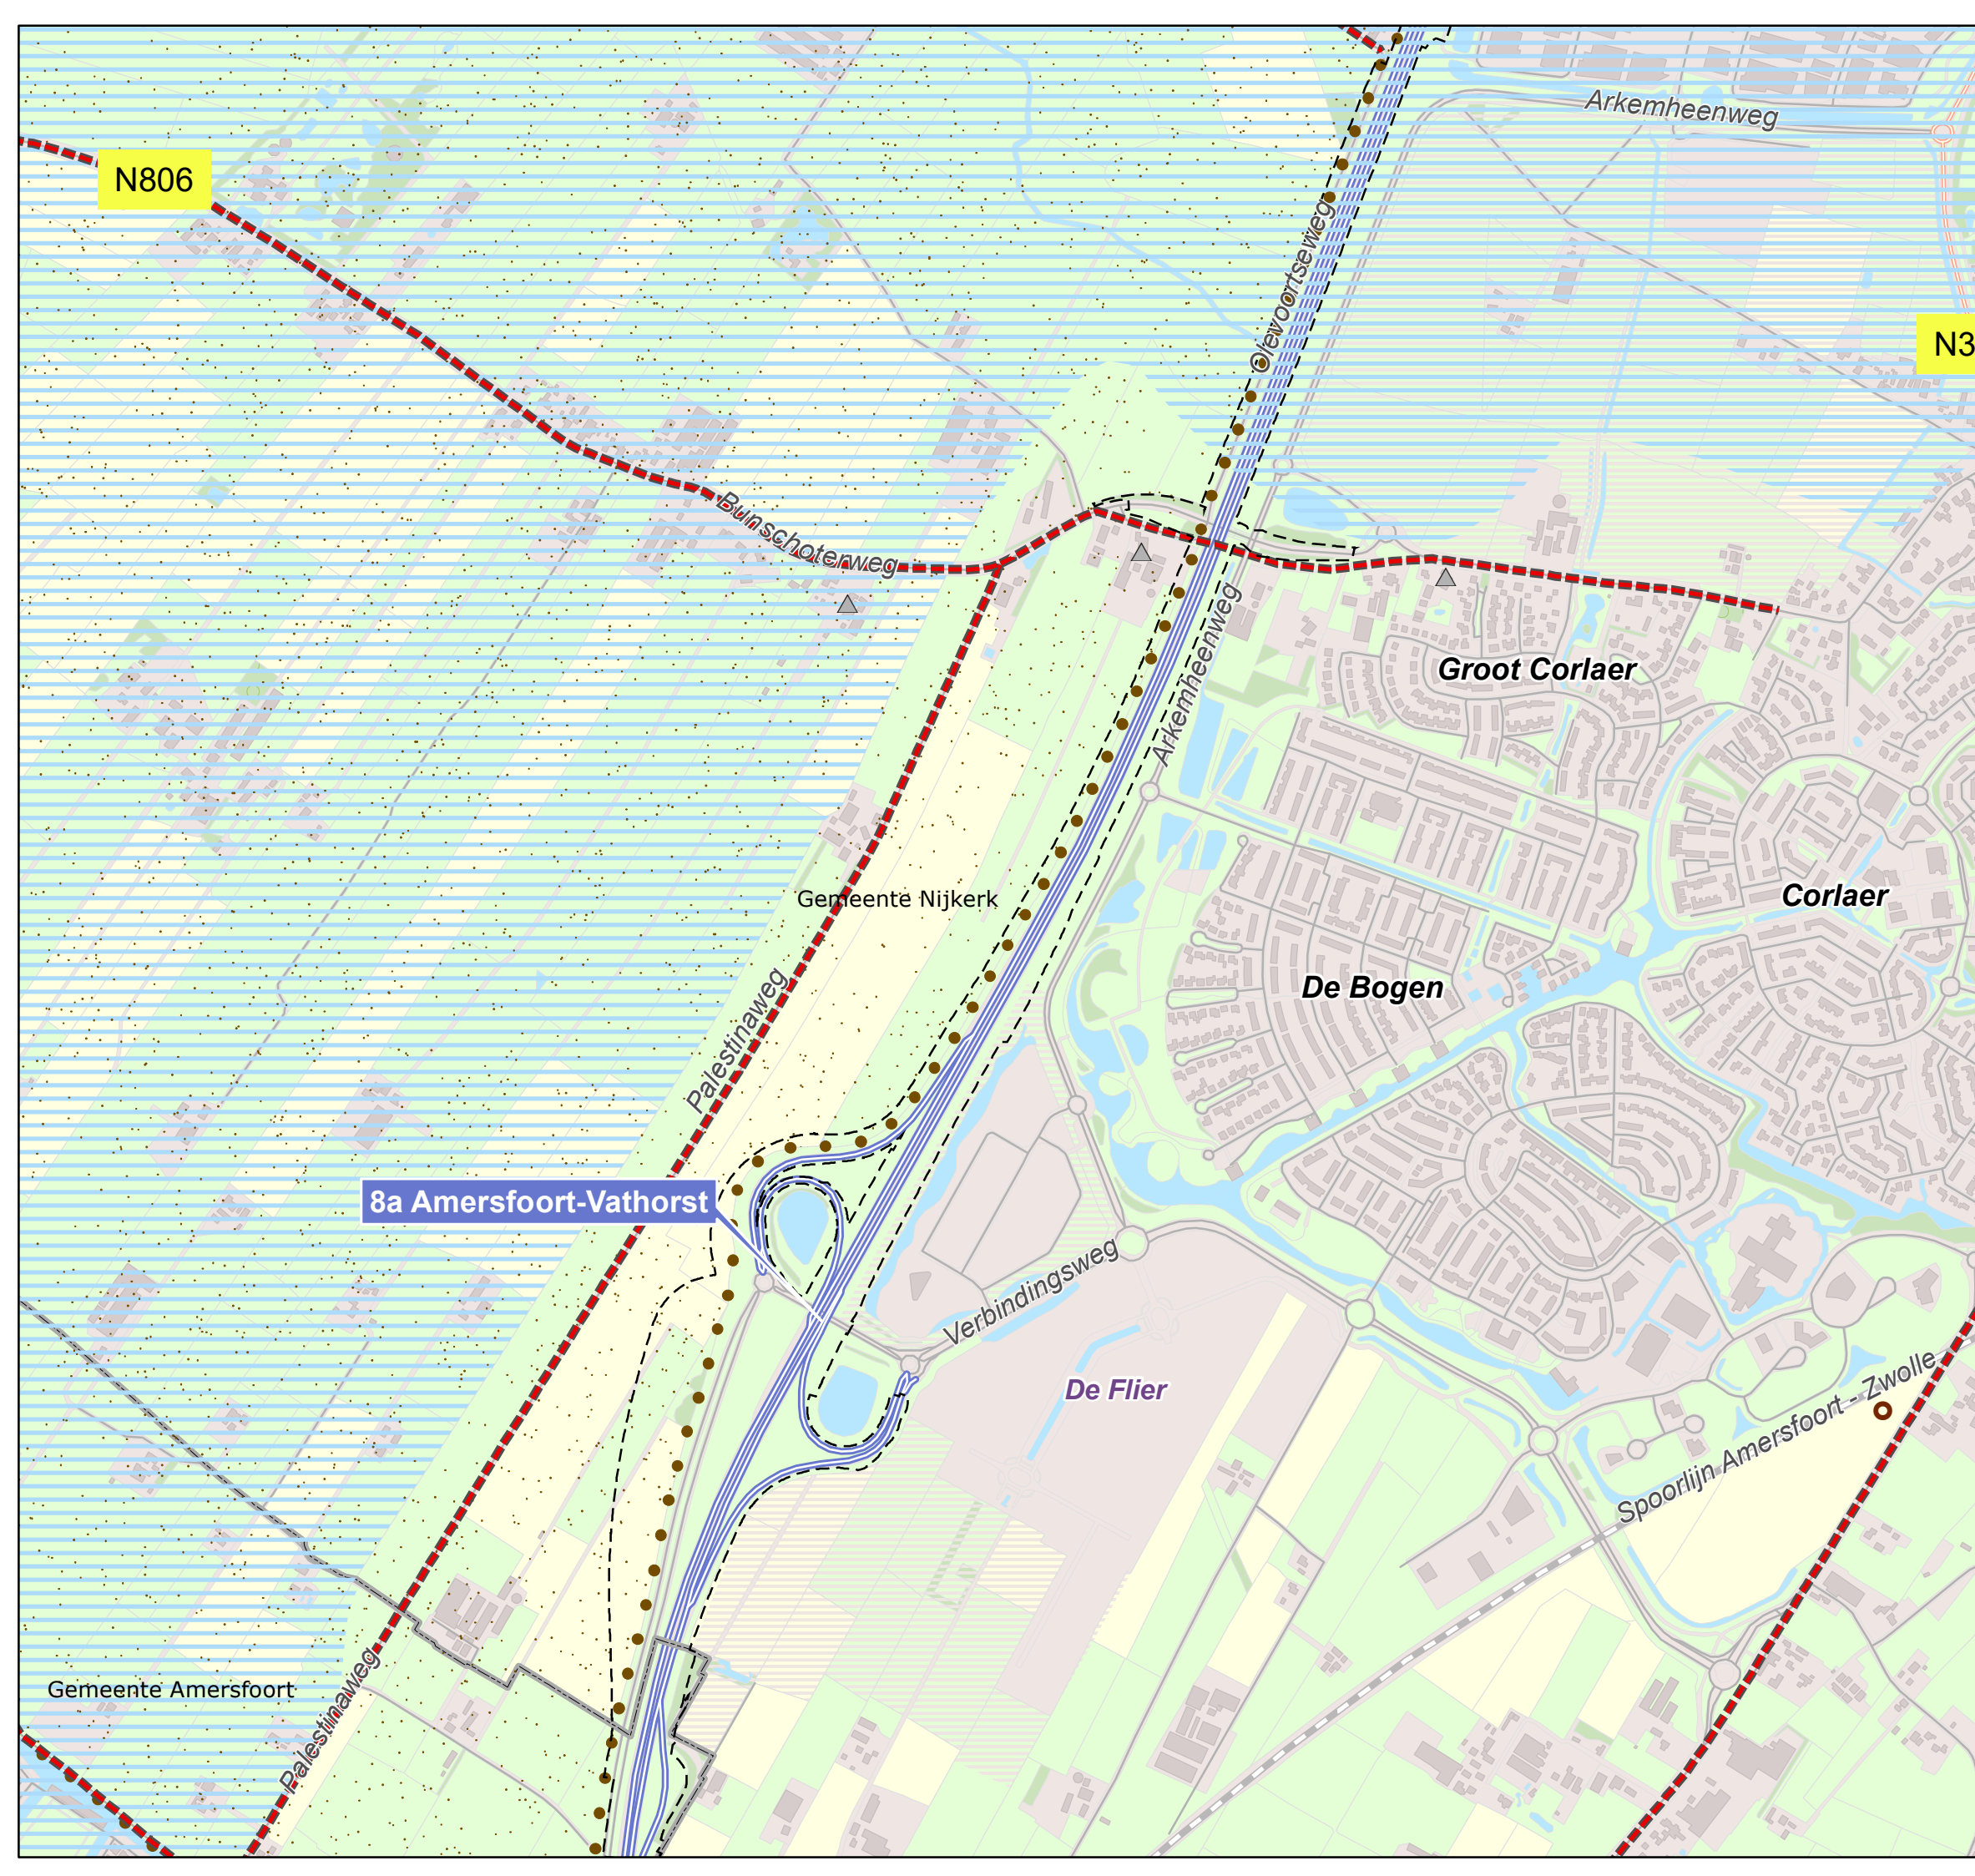 Arkemheenweg
N806
Olevoortseweg
N3
Bunschoterweg
Arkemheenweg
Groot Corlaer
Gemeente Nijkerk
Corlaer
De Bogen
Palestinaweg
8a Amersfoort-Vathorst
Verbindingsweg
De Flier
Spoorlijn Amersfoort - Zwolle
Gemeente Amersfoort
Palestinaweg